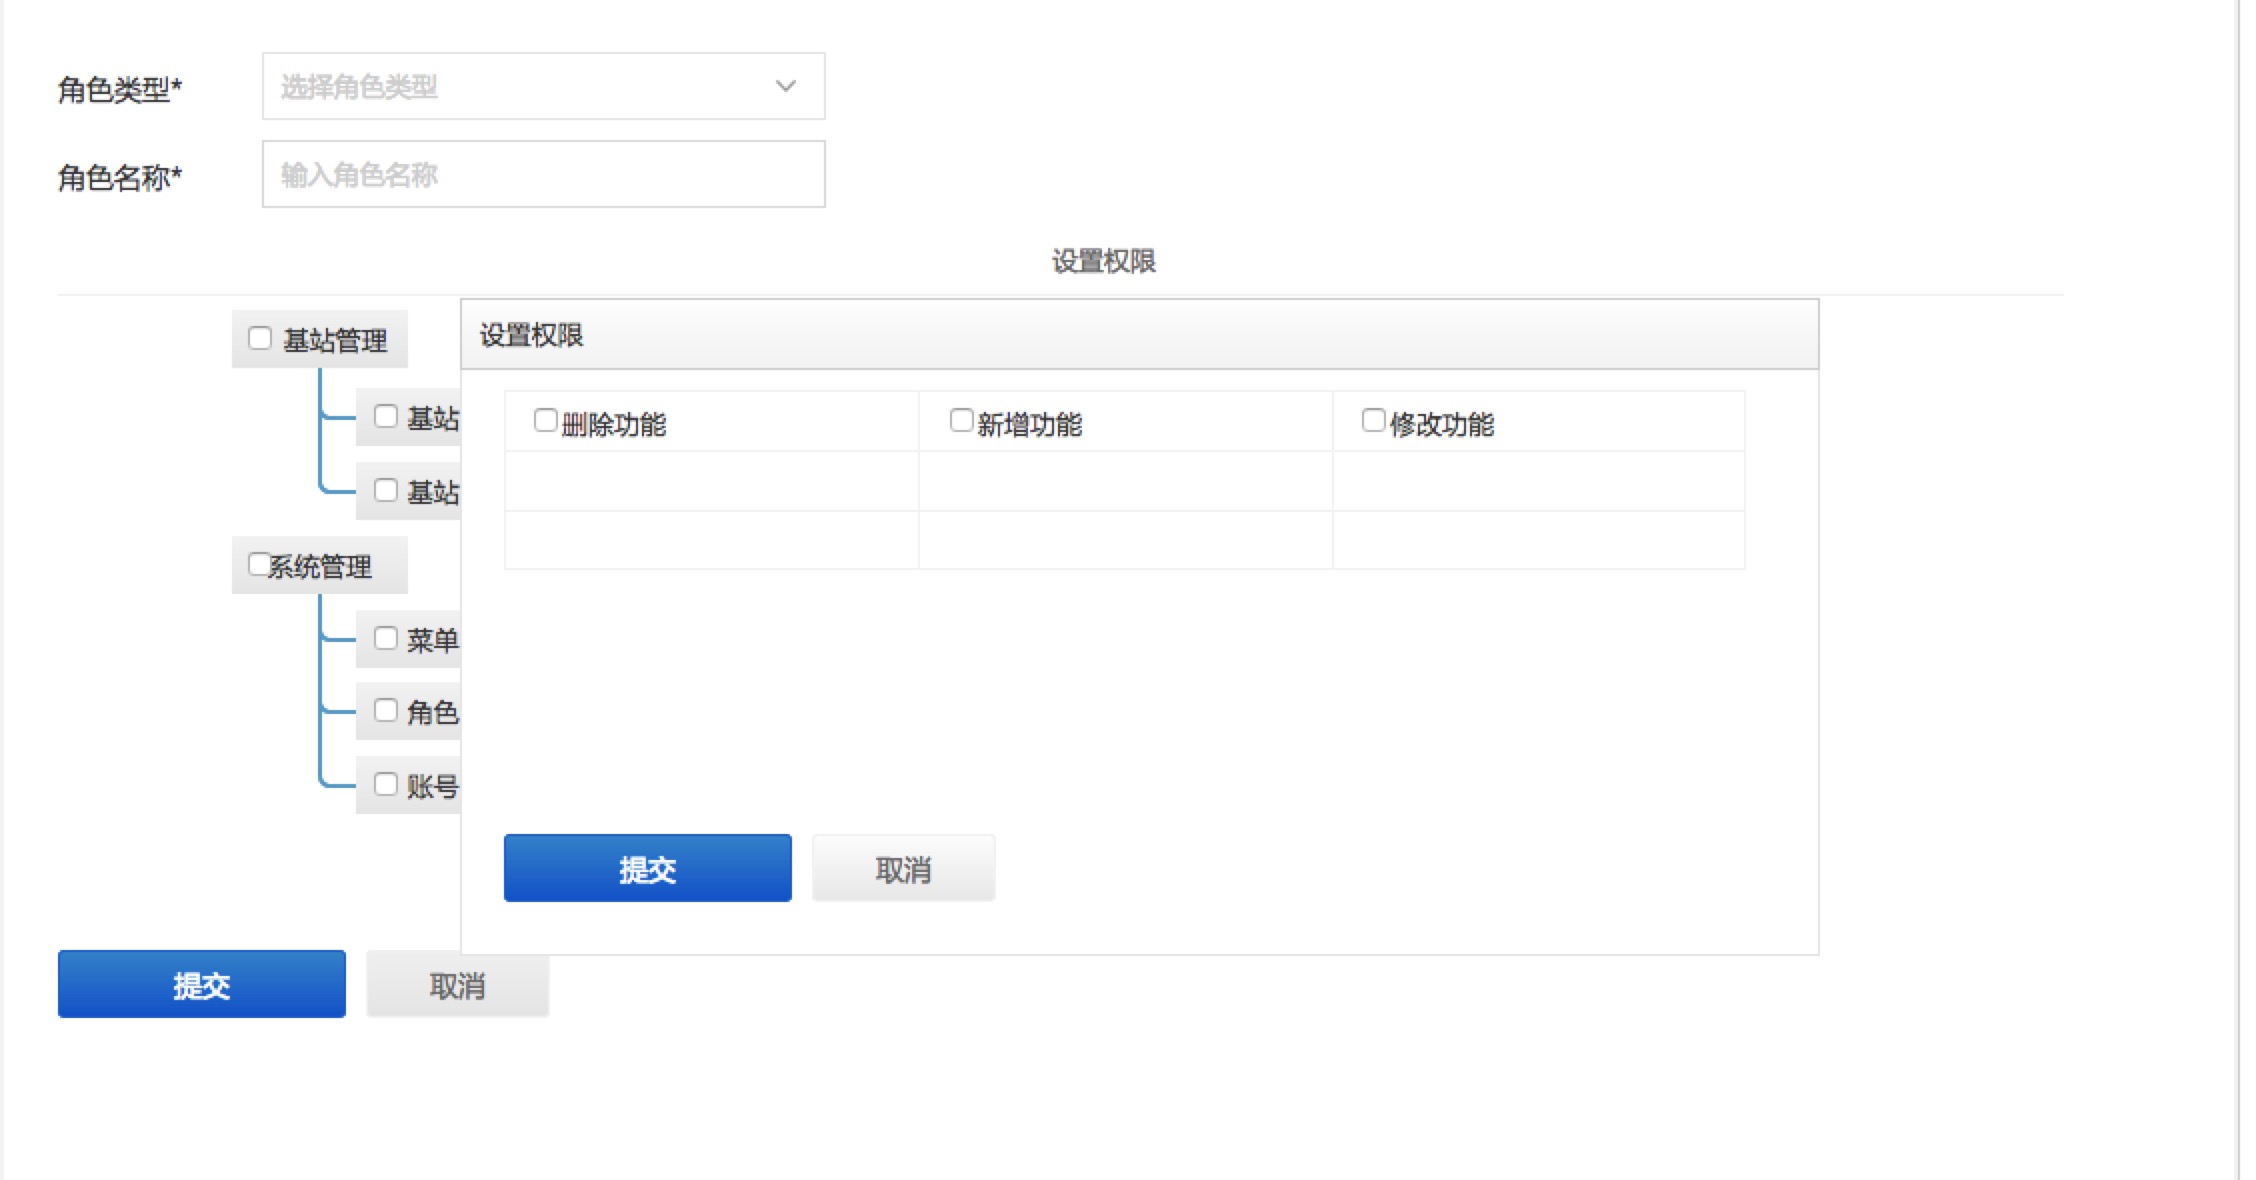 角色类型*
选择角色类型
角色名称*
输入角色名称
设置权限
基站管理
基站
基站
系统管理
菜单
角色
账号
设置权限
删除功能 新增功能 修改功能
提交 取消
提交 取消